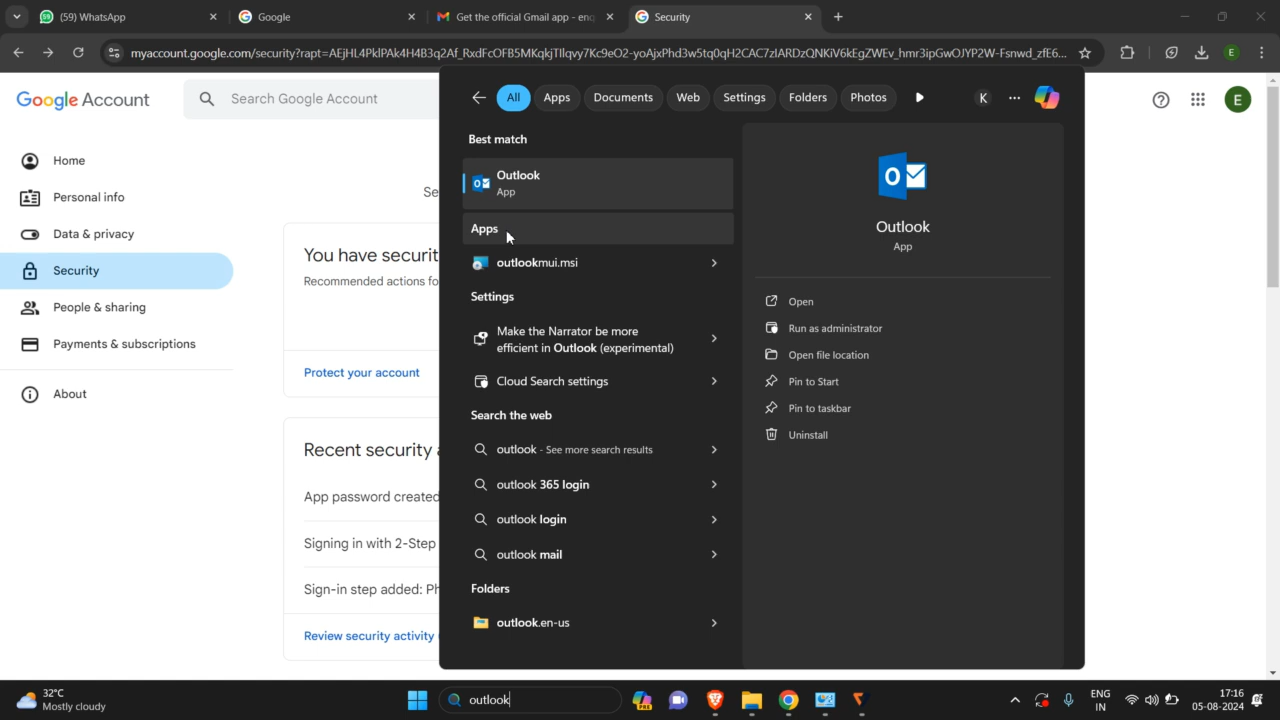 (59) WhatsApp
Google
Get the official Gmail app - enq
Security
myaccount.google.com/security?rapt=
Google Account
Search Google Account
E
Home
Personal info
Data & privacy
Security
People & sharing
Payments & subscriptions
About
Se
You have securit
Recommended actions fo
Protect your account
Recent security a
App password created
Signing in with 2-Step
Sign-in step added: Ph
Review security activity
All
Apps
Documents
Web
Settings
Folders
Photos
K
Best match
Outlook
App
Apps
outlookmui.msi
Settings
Make the Narrator be more
efficient in Outlook (experimental)
Cloud Search settings
Search the web
outlook - See more search results
outlook 365 login
outlook login
outlook mail
Folders
outlook.en-us
Outlook
App
Open
Run as administrator
Open file location
Pin to Start
Pin to taskbar
Uninstall
32°C
Mostly cloudy
outlook
PRE
ENG
IN
17:16
05-08-2024